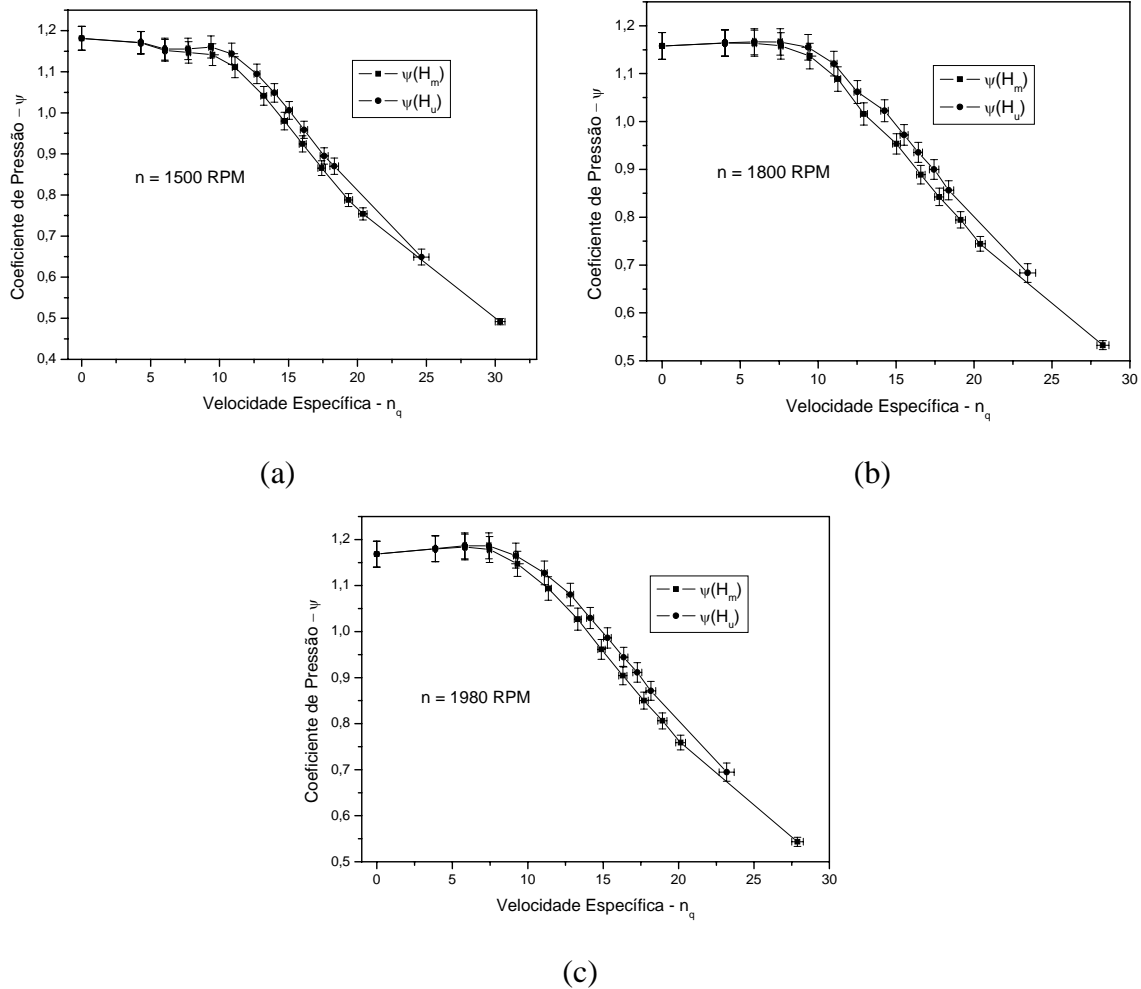 1,2
1,1
1,0
0,9
0,8
0,7
0,6
0,5
0,4
Coeficiente de Pressão – ψ
ψ(Hm)
ψ(Hu)
n = 1500 RPM
0 5 10 15 20 25 30
Velocidade Específica - nq
(a)
1,2
1,1
1,0
0,9
0,8
0,7
0,6
0,5
Coeficiente de Pressão – ψ
ψ(Hm)
ψ(Hu)
n = 1800 RPM
0 5 10 15 20 25 30
Velocidade Específica - nq
(b)
1,2
1,1
1,0
0,9
0,8
0,7
0,6
0,5
Coeficiente de Pressão – ψ
ψ(Hm)
ψ(Hu)
n = 1980 RPM
0 5 10 15 20 25 30
Velocidade Específica - nq
(c)